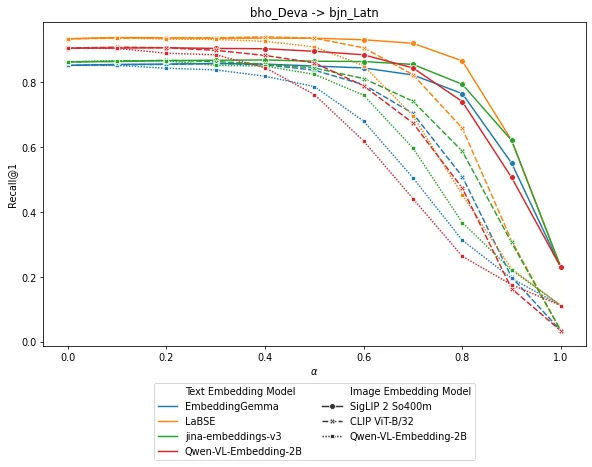 bho_Deva -> bjn_Latn
Recall@1
0.8
0.6
0.4
0.2
0.0
0.0 0.2 0.4 0.6 0.8 1.0
α
Text Embedding Model
EmbeddingGemma
LaBSE
jina-embeddings-v3
Qwen-VL-Embedding-2B
Image Embedding Model
SigLIP 2 So400m
CLIP ViT-B/32
Qwen-VL-Embedding-2B